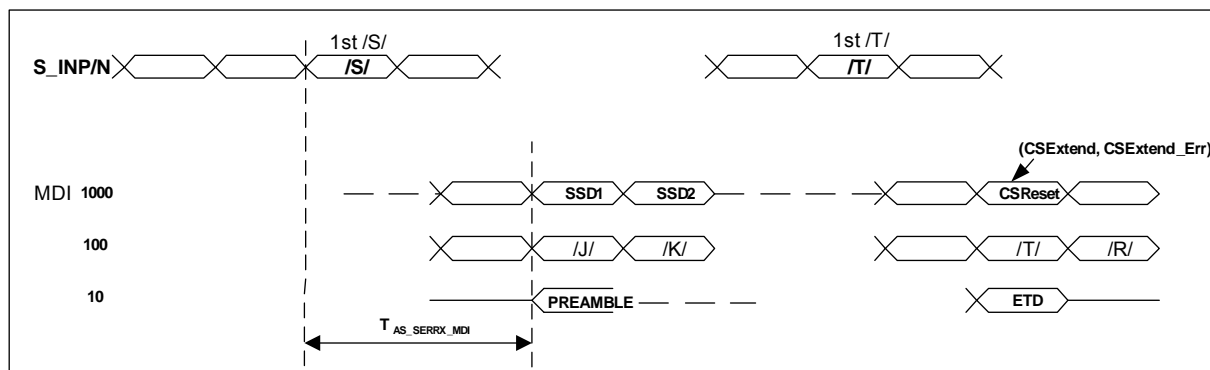 1st /S/ 1st /T/
S_INP/N /S/ /T/
(CSExtend, CSExtend_Err)
MDI 1000 SSD1 SSD2 CSReset
100 /J/ /K/ /T/ /R/
10 PREAMBLE ETD
T AS_SERRX_MDI